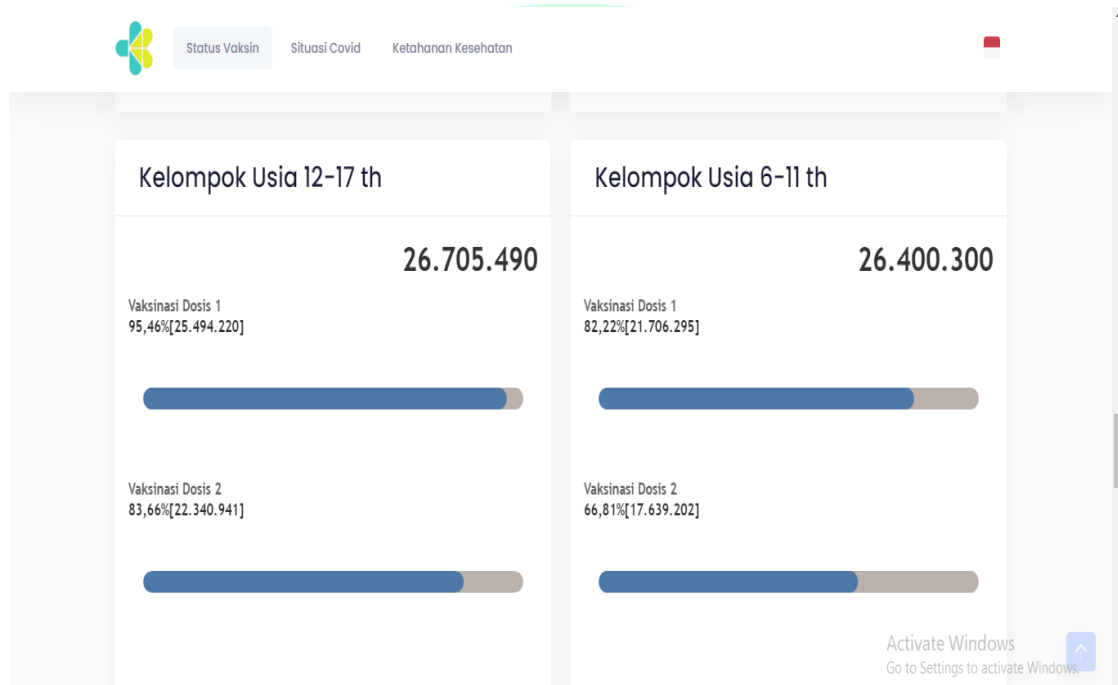 Status Vaksin Situasi Covid Ketahanan Kesehatan
Kelompok Usia 12-17 th
26.705.490
Vaksinasi Dosis 1
95,46%[25.494.220]
Vaksinasi Dosis 2
83,66%[22.340.941]
Kelompok Usia 6-11 th
26.400.300
Vaksinasi Dosis 1
82,22%[21.706.295]
Vaksinasi Dosis 2
66,81%[17.639.202]
Activate Windows
Go to Settings to activate Windows.